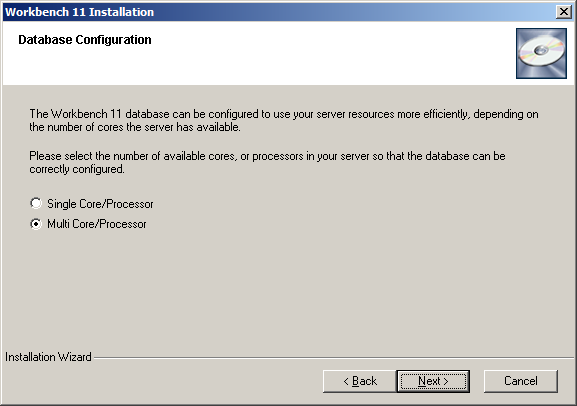 Workbench 11 Installation
Database Configuration
The Workbench 11 database can be configured to use your server resources more efficiently, depending on
the number of cores the server has available.
Please select the number of available cores, or processors in your server so that the database can be
correctly configured.
Single Core/Processor
Multi Core/Processor
Installation Wizard
< Back
Next >
Cancel